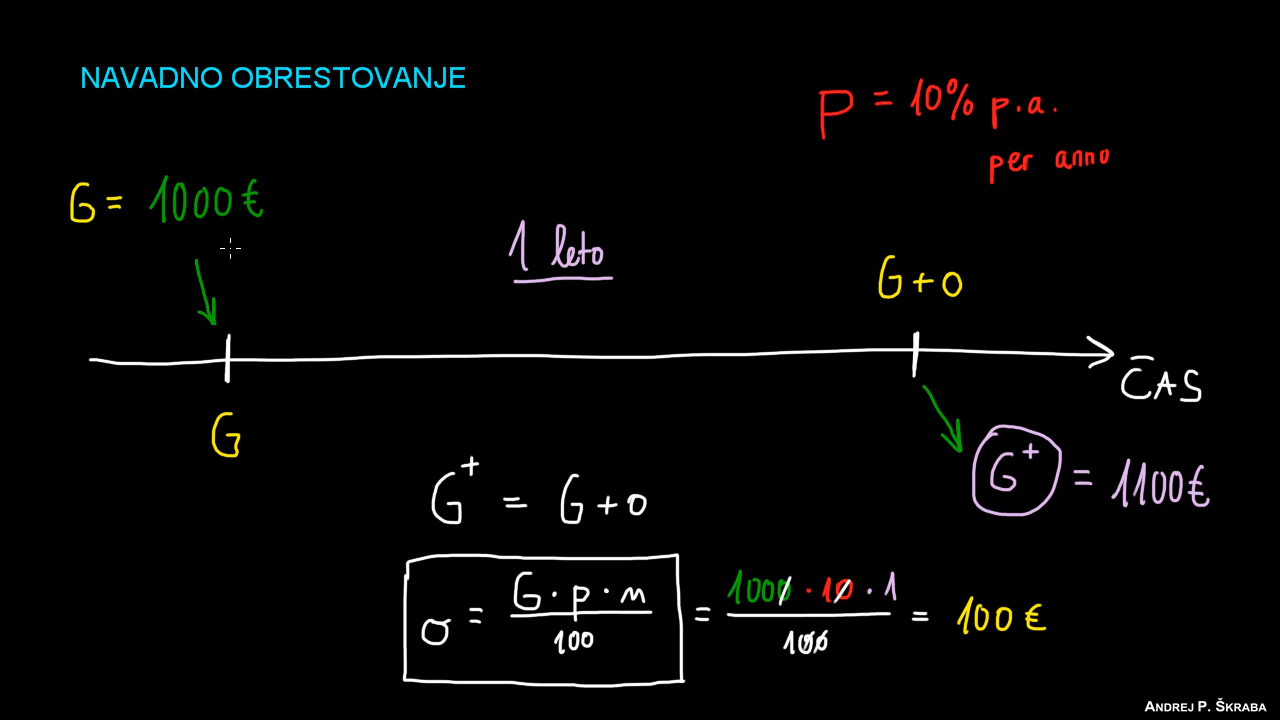 NAVADNO OBRESTOVANJE
P = 10% p.a.
per anno
G = 1000 €
1 leto
G + o
ČAS
G
G⁺ = 1100 €
G⁺ = G + o
o = G · p · n / 100 = 1000 · 10 · 1 / 100 = 100 €
ANDREJ P. ŠKRABA